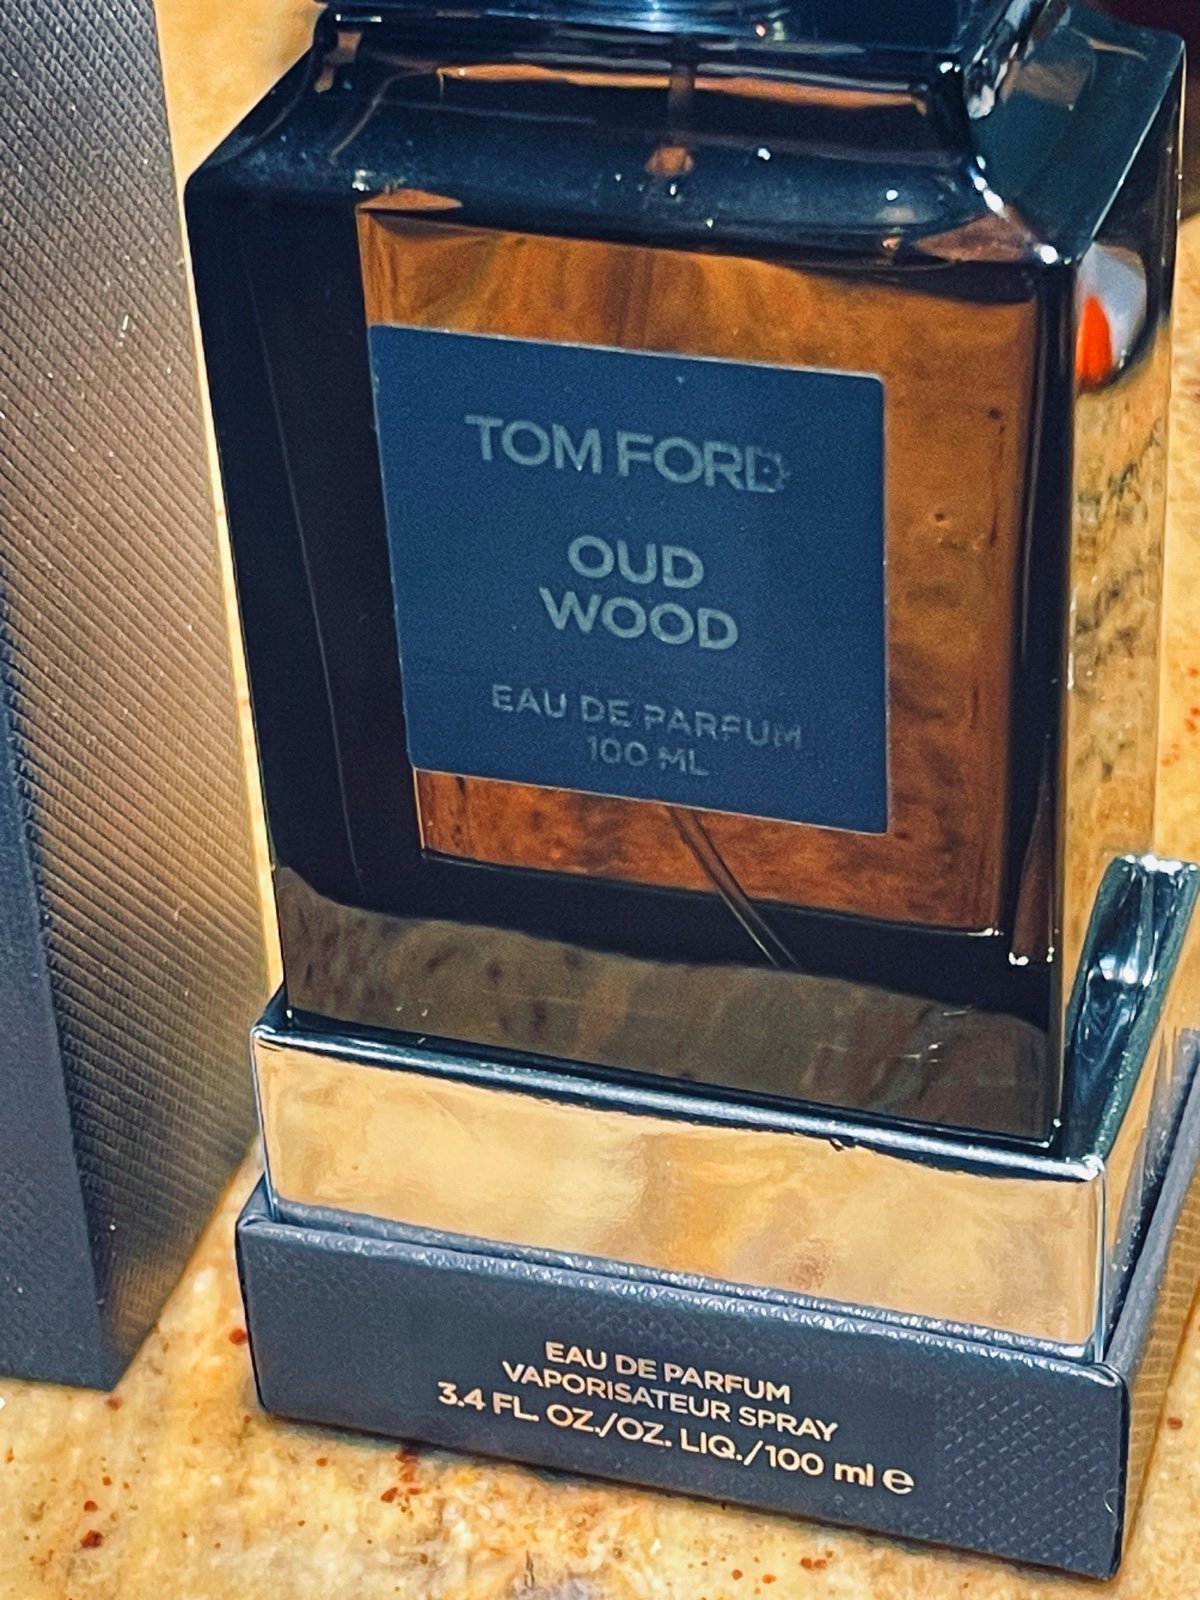 TOM FORD
OUD
WOOD
EAU DE PARFUM
100 ML
EAU DE PARFUM
VAPORISATEUR SPRAY
3.4 FL. OZ./OZ. LIQ./100 ml ℮